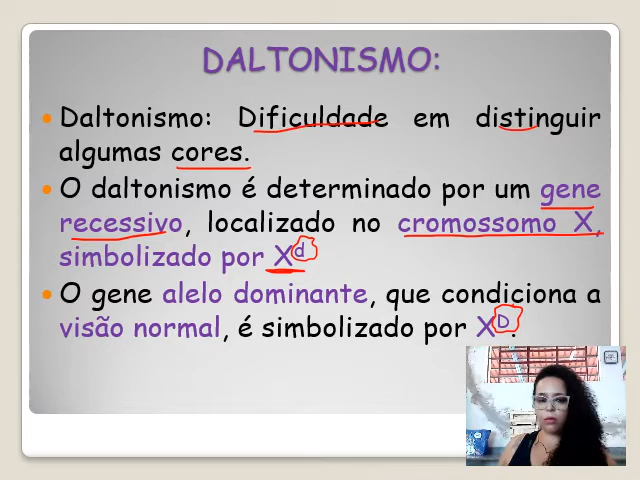 DALTONISMO:
Daltonismo: Dificuldade em distinguir
algumas cores.
O daltonismo é determinado por um gene
recessivo, localizado no cromossomo X,
simbolizado por Xᵈ
O gene alelo dominante, que condiciona a
visão normal, é simbolizado por Xᴰ.